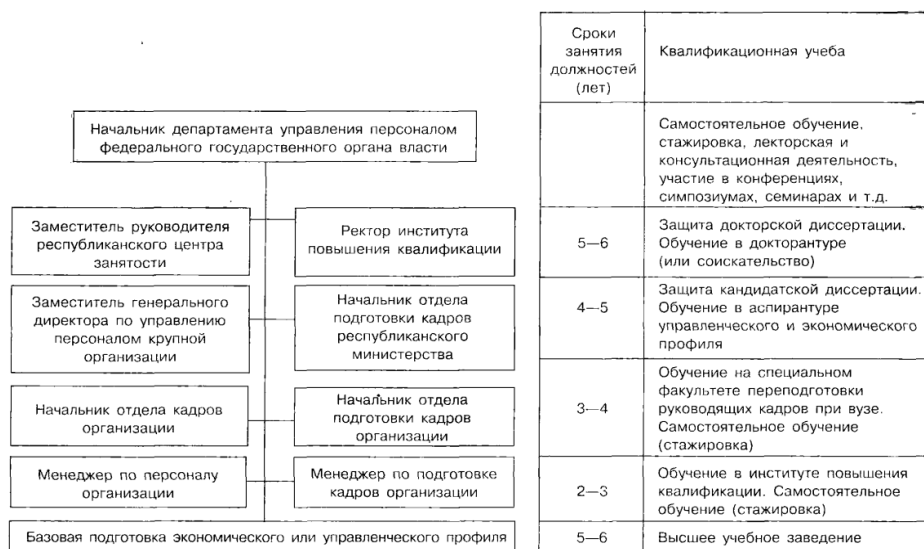 Сроки
занятия
должностей
(лет)
Квалификационная учеба
Начальник департамента управления персоналом
федерального государственного органа власти
Самостоятельное обучение,
стажировка, лекторская и
консультационная деятельность,
участие в конференциях,
симпозиумах, семинарах и т.д.
Заместитель руководителя
республиканского центра
занятости
Ректор института
повышения квалификации
5—6
Защита докторской диссертации.
Обучение в докторантуре
(или соискательство)
Заместитель генерального
директора по управлению
персоналом крупной
организации
Начальник отдела
подготовки кадров
республиканского
министерства
4—5
Защита кандидатской диссертации.
Обучение в аспирантуре
управленческого и экономического
профиля
Начальник отдела кадров
организации
Начальник отдела
подготовки кадров
организации
3—4
Обучение на специальном
факультете переподготовки
руководящих кадров при вузе.
Самостоятельное обучение
(стажировка)
Менеджер по персоналу
организации
Менеджер по подготовке
кадров организации
2—3
Обучение в институте повышения
квалификации. Самостоятельное
обучение (стажировка)
Базовая подготовка экономического или управленческого профиля
5—6
Высшее учебное заведение